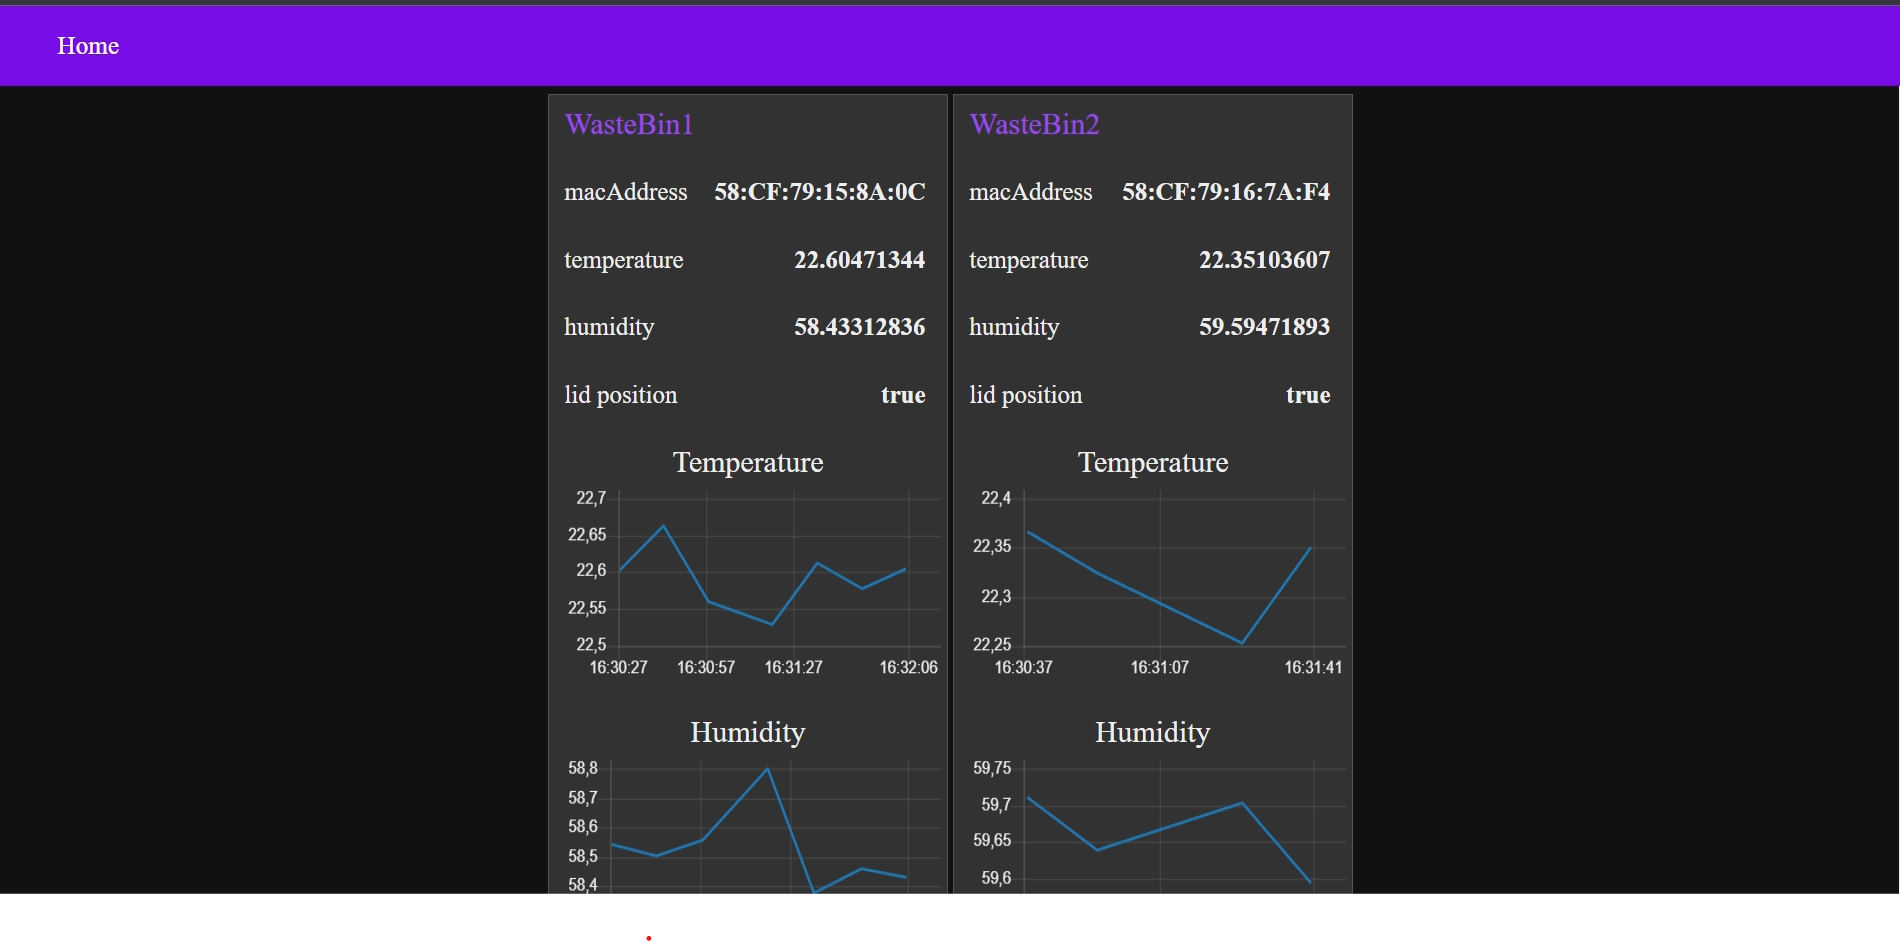 Home
WasteBin1
macAddress 58:CF:79:15:8A:0C
temperature 22.60471344
humidity 58.43312836
lid position true
Temperature
22,7
22,65
22,6
22,55
22,5
16:30:27 16:30:57 16:31:27 16:32:06
Humidity
58,8
58,7
58,6
58,5
58,4
WasteBin2
macAddress 58:CF:79:16:7A:F4
temperature 22.35103607
humidity 59.59471893
lid position true
Temperature
22,4
22,35
22,3
22,25
16:30:37 16:31:07 16:31:41
Humidity
59,75
59,7
59,65
59,6